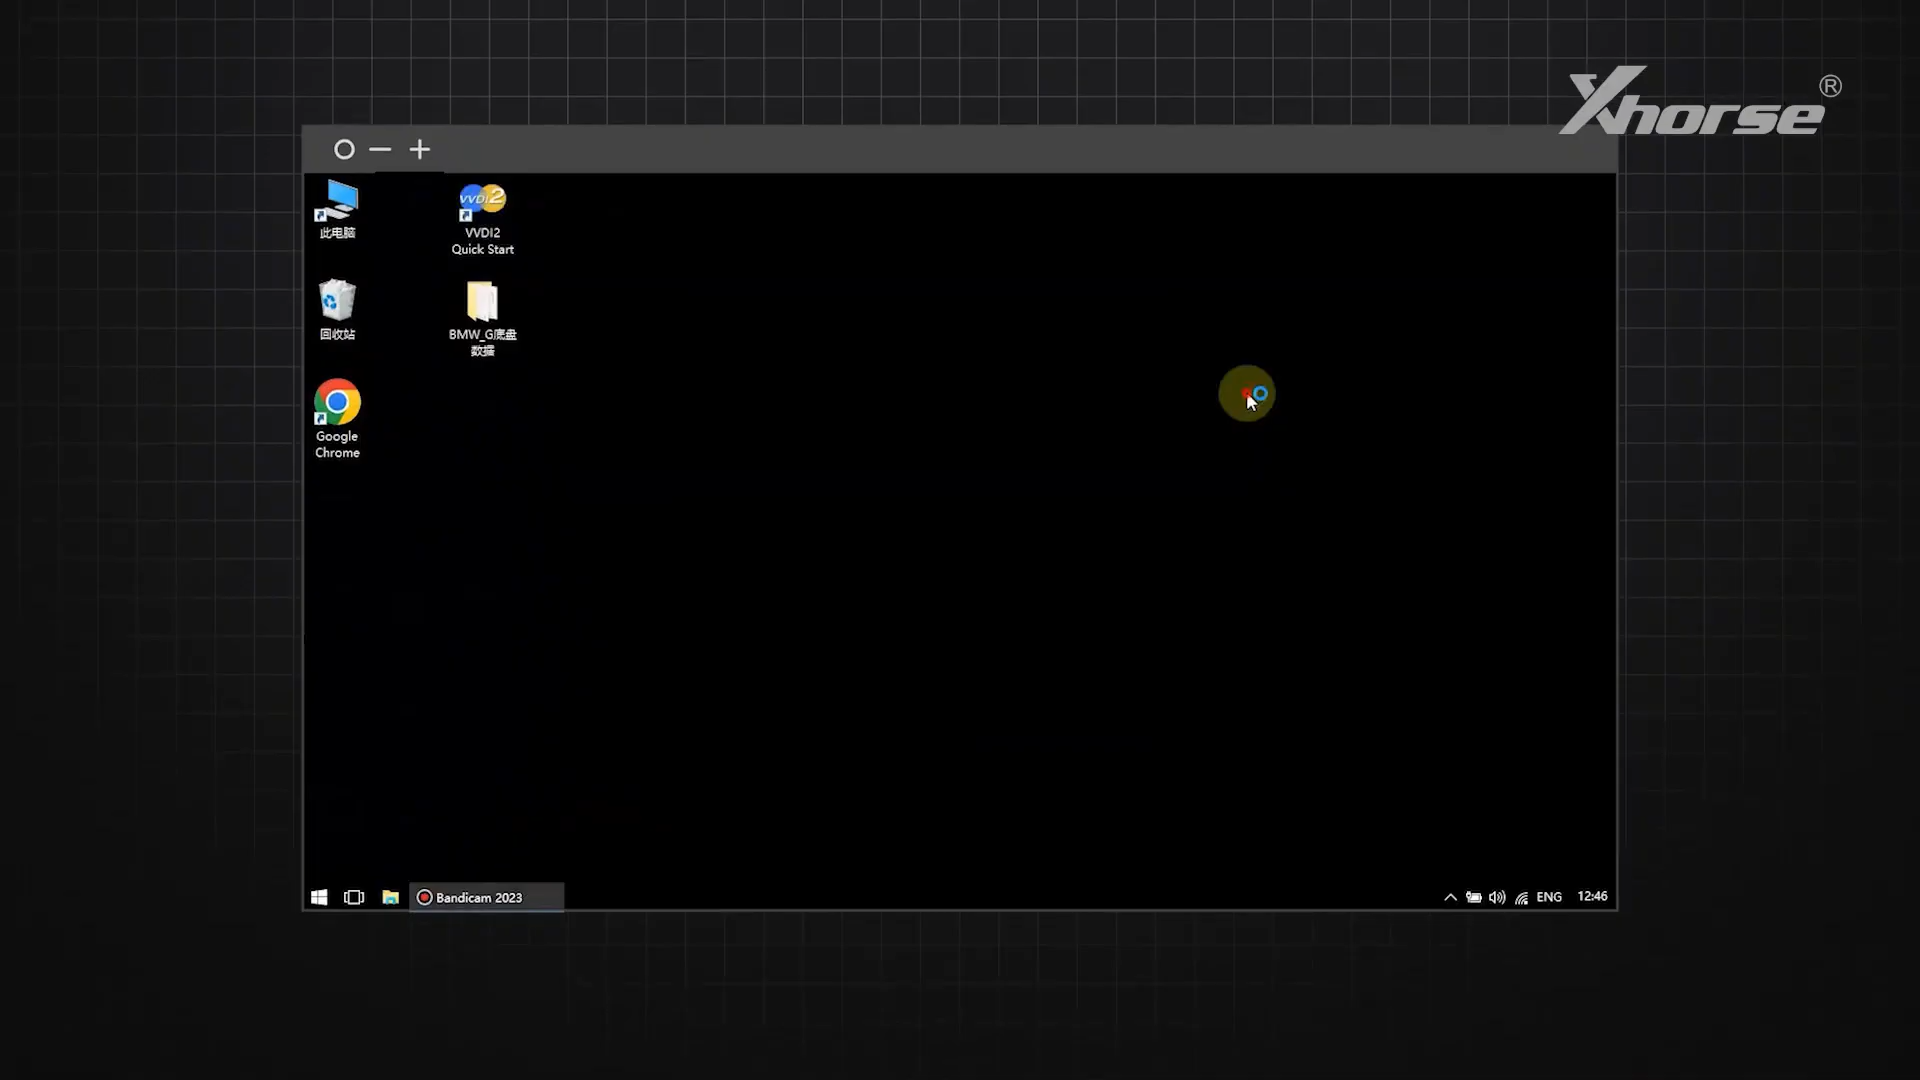 Xhorse®
此电脑
VVDI2
VVDI2
Quick Start
回收站
BMW_G底盘
数据
Google
Chrome
Bandicam 2023
ENG
12:46